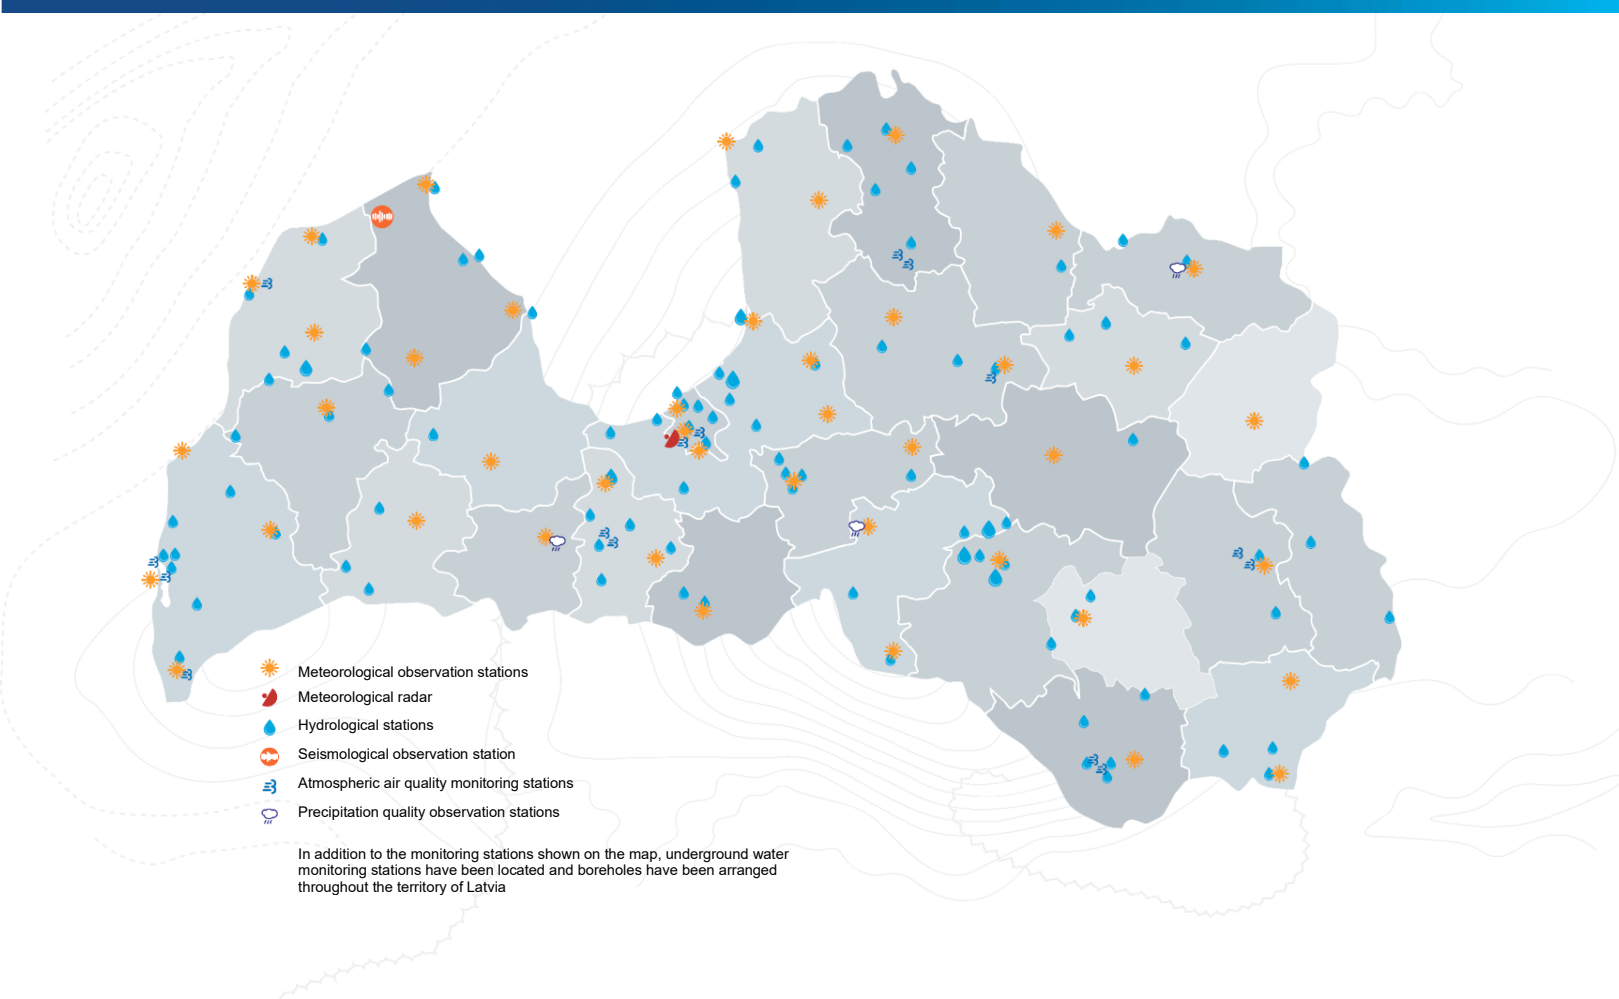 Meteorological observation stations
Meteorological radar
Hydrological stations
Seismological observation station
Atmospheric air quality monitoring stations
Precipitation quality observation stations
In addition to the monitoring stations shown on the map, underground water
monitoring stations have been located and boreholes have been arranged
throughout the territory of Latvia